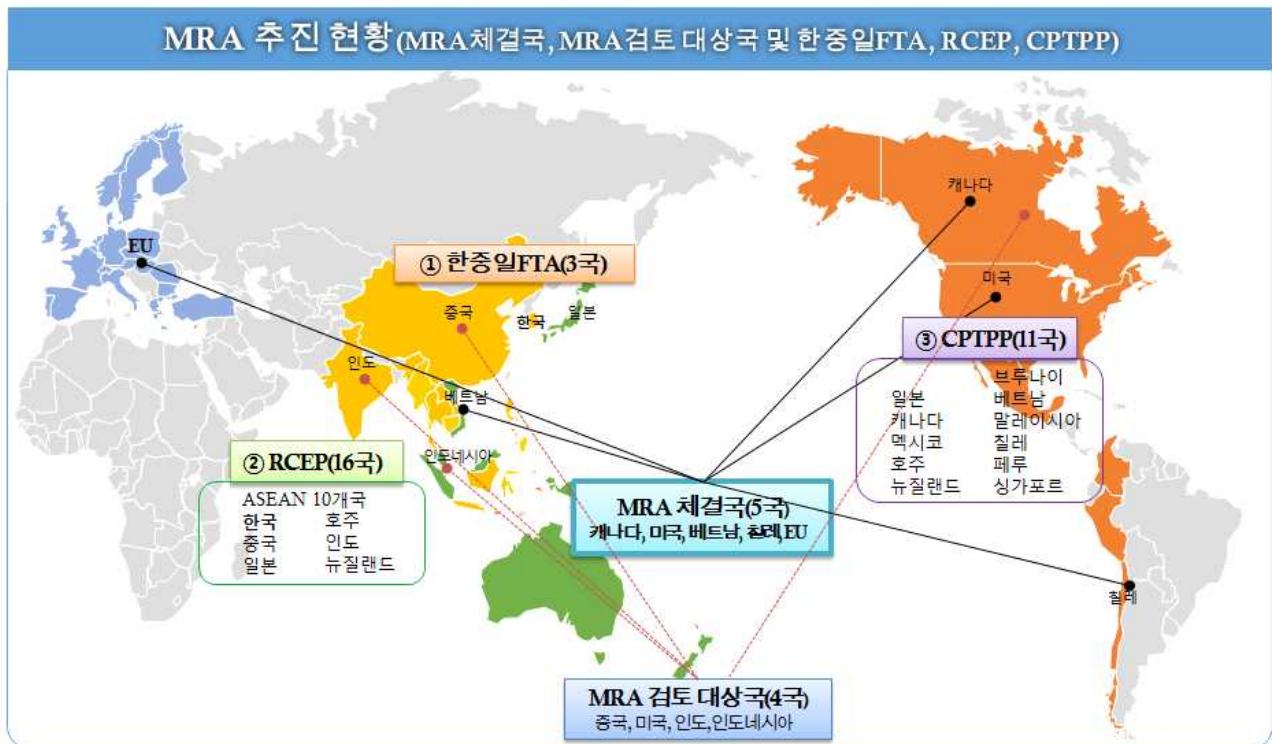 MRA 추진 현황(MRA체결국, MRA검토 대상국 및 한중일FTA, RCEP, CPTPP)
캐나다
EU
① 한중일FTA(3국)
미국
중국
한국
일본
인도
베트남
인도네시아
③ CPTPP(11국)
브루나이
일본 베트남
캐나다 말레이시아
멕시코 칠레
호주 페루
뉴질랜드 싱가포르
② RCEP(16국)
ASEAN 10개국
한국 호주
중국 인도
일본 뉴질랜드
MRA 체결국(5국)
캐나다, 미국, 베트남, 칠레, EU
칠레
MRA 검토 대상국(4국)
중국, 미국, 인도,인도네시아